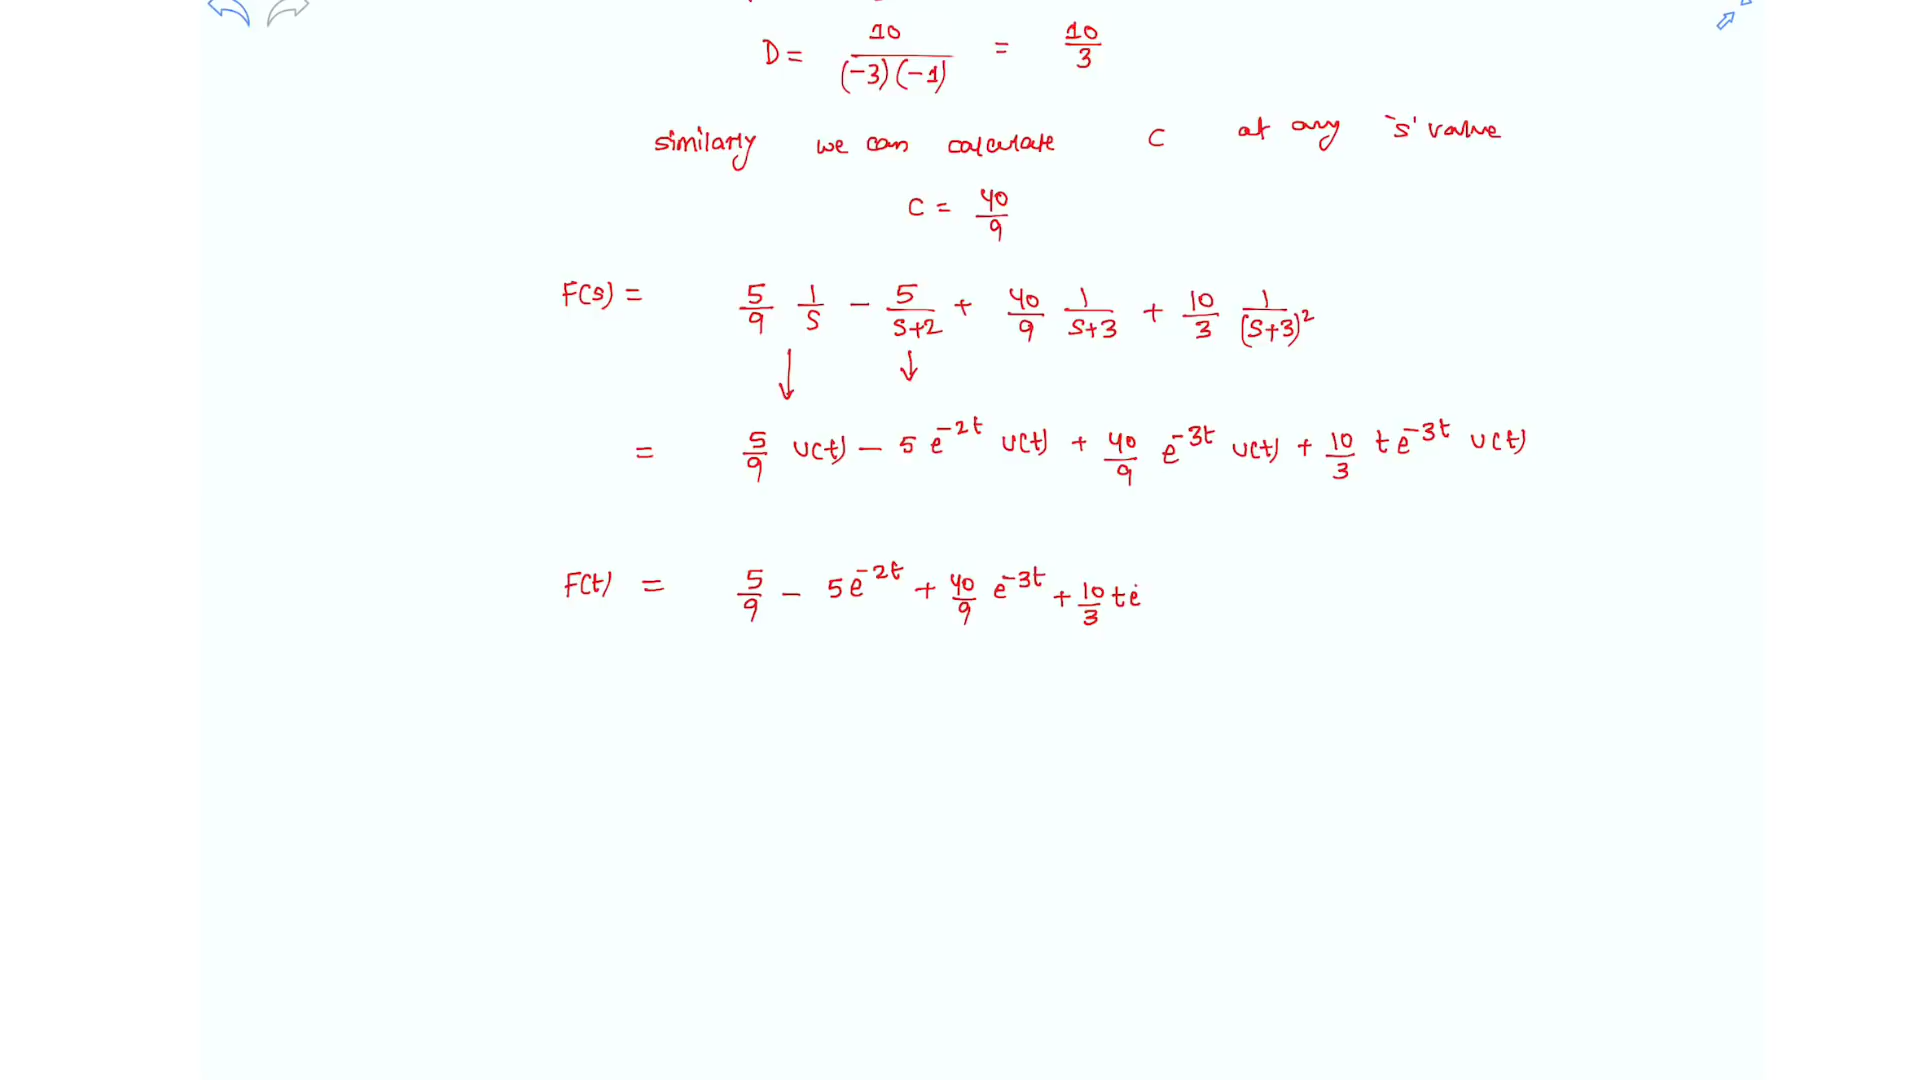 D = 10/(-3)(-1) = 10/3
similarly we can calculate C at any 's' value
C = 40/9
F(s) = 5/9 1/s - 5/s+2 + 40/9 1/s+3 + 10/3 1/(s+3)²
↓ ↓
= 5/9 u(t) - 5 e^-2t u(t) + 40/9 e^-3t u(t) + 10/3 t e^-3t u(t)
F(t) = 5/9 - 5e^-2t + 40/9 e^-3t + 10/3 te